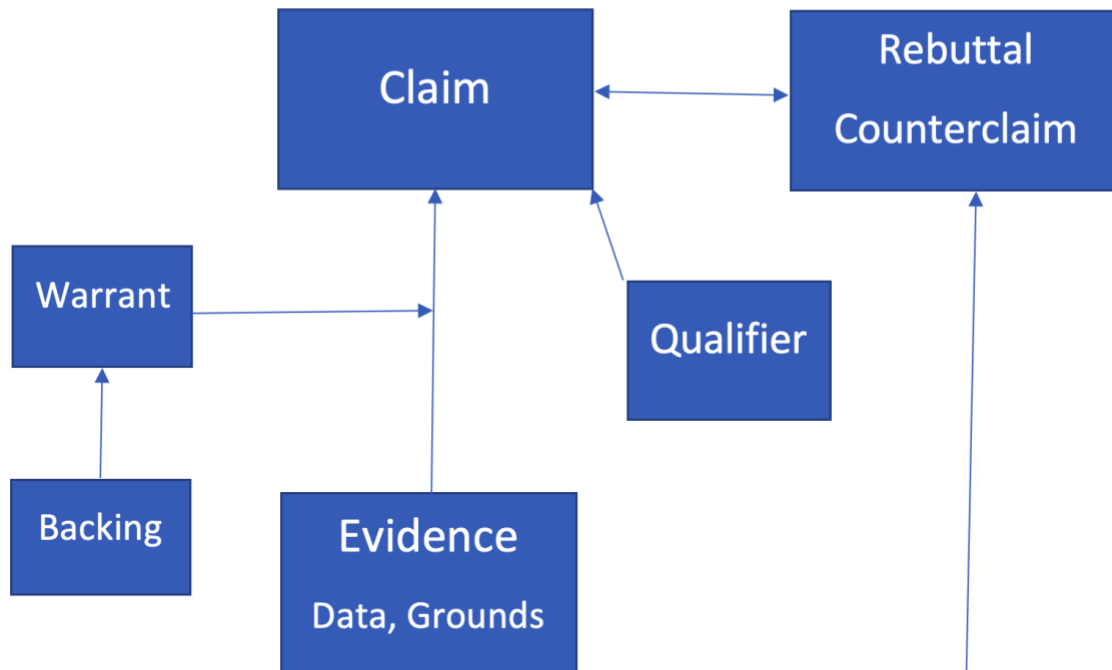 Claim
Rebuttal
Counterclaim
Warrant
Qualifier
Backing
Evidence
Data, Grounds